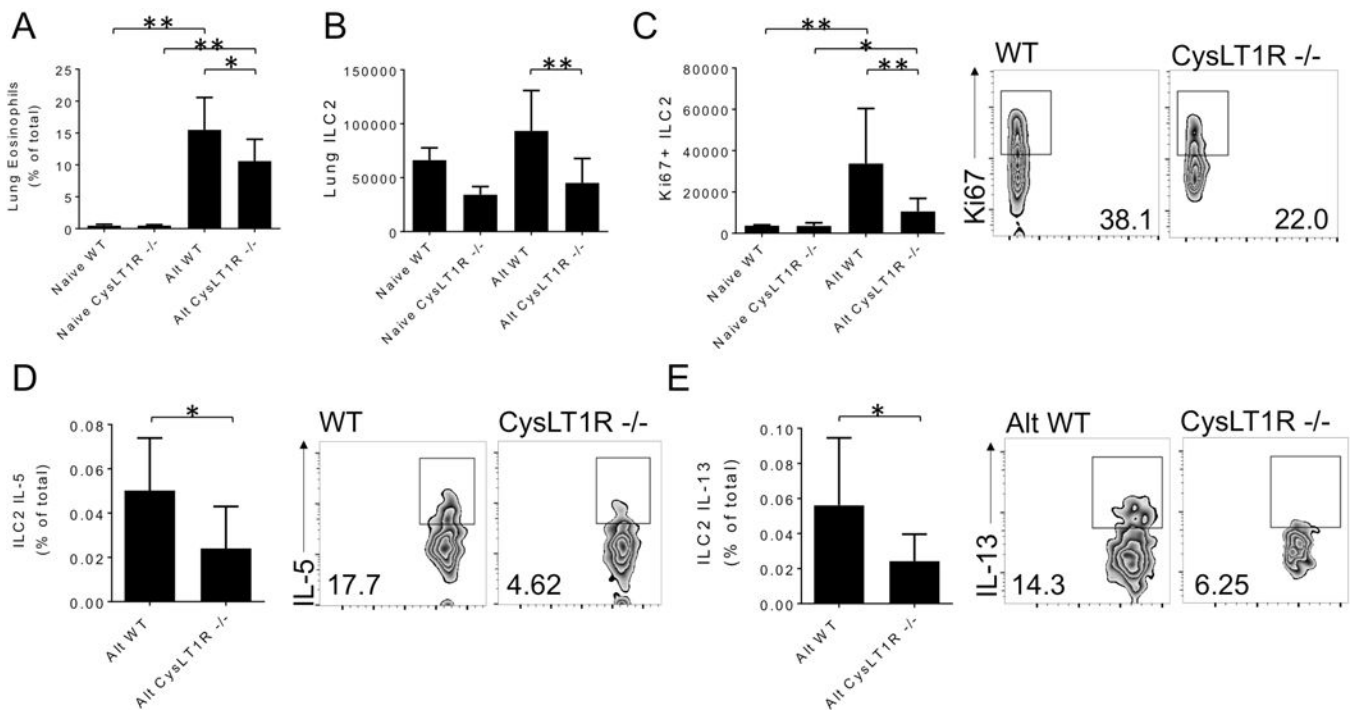 A
Lung Eosinophils
(% of total)
25
20
15
10
5
0
**
**
*
Naive WT
Naive CysLT1R -/-
Alt WT
Alt CysLT1R -/-
B
Lung ILC2
150000
100000
50000
0
**
Naive WT
Naive CysLT1R -/-
Alt WT
Alt CysLT1R -/-
C
Ki67+ ILC2
80000
60000
40000
20000
0
**
*
**
Naive WT
Naive CysLT1R -/-
Alt WT
Alt CysLT1R -/-
WT
CysLT1R -/-
Ki67
38.1
22.0
D
ILC2 IL-5
(% of total)
0.08
0.06
0.04
0.02
0.00
*
Alt WT
Alt CysLT1R -/-
WT
CysLT1R -/-
IL-5
17.7
4.62
E
ILC2 IL-13
(% of total)
0.10
0.08
0.06
0.04
0.02
0.00
*
Alt WT
Alt CysLT1R -/-
Alt WT
CysLT1R -/-
IL-13
14.3
6.25